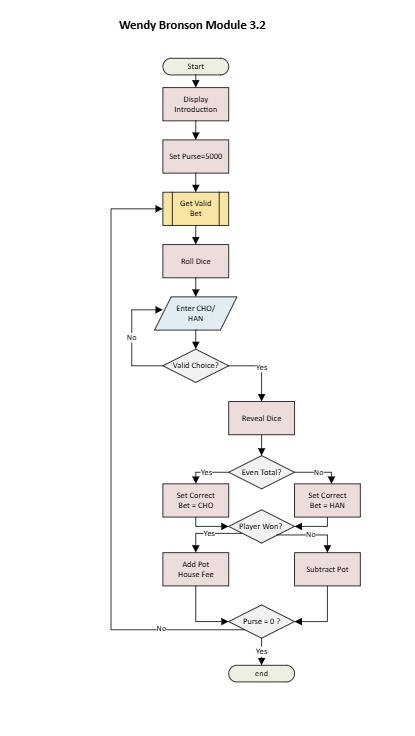 Wendy Bronson Module 3.2
Start
Display
Introduction
Set Purse=5000
Get Valid
Bet
Roll Dice
Enter CHO/
HAN
No
Valid Choice?
Yes
Reveal Dice
Even Total?
Yes
No
Set Correct
Bet = CHO
Set Correct
Bet = HAN
Player Won?
Yes
No
Add Pot
House Fee
Subtract Pot
Purse = 0 ?
No
Yes
end